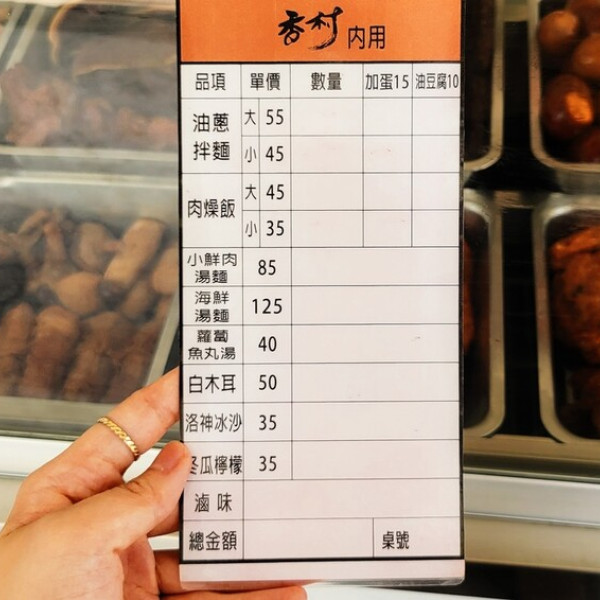 香村 內用
品項 單價 數量 加蛋15 油豆腐10
油蔥
拌麵
大 55
小 45
肉燥飯
大 45
小 35
小鮮肉
湯麵
85
海鮮
湯麵
125
蘿蔔
魚丸湯
40
白木耳 50
洛神冰沙 35
冬瓜檸檬 35
滷味
總金額 桌號